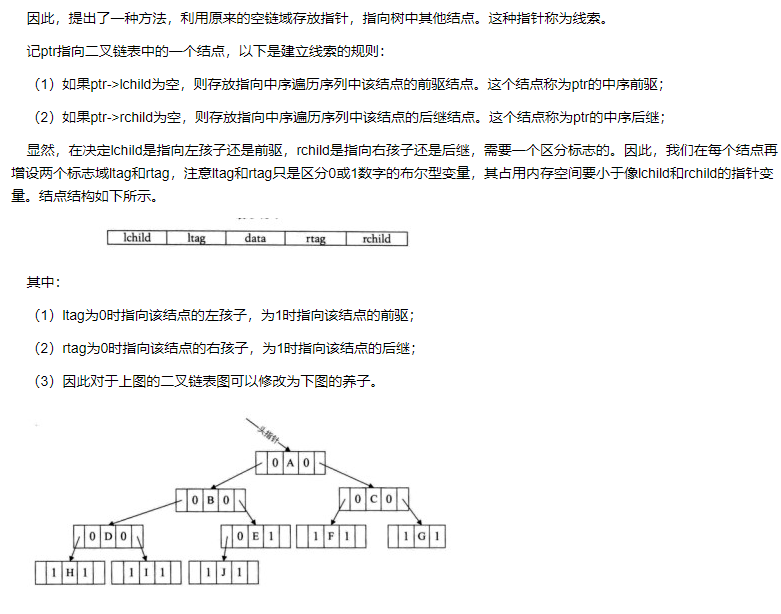 因此，提出了一种方法，利用原来的空链域存放指针，指向树中其他结点。这种指针称为线索。
记ptr指向二叉链表中的一个结点，以下是建立线索的规则：
（1）如果ptr->lchild为空，则存放指向中序遍历序列中该结点的前驱结点。这个结点称为ptr的中序前驱；
（2）如果ptr->rchild为空，则存放指向中序遍历序列中该结点的后继结点。这个结点称为ptr的中序后继；
显然，在决定lchild是指向左孩子还是前驱，rchild是指向右孩子还是后继，需要一个区分标志的。因此，我们在每个结点再
增设两个标志域ltag和rtag，注意ltag和rtag只是区分0或1数字的布尔型变量，其占用内存空间要小于像lchild和rchild的指针变
量。结点结构如下所示。
lchild ltag data rtag rchild
其中：
（1）ltag为0时指向该结点的左孩子，为1时指向该结点的前驱；
（2）rtag为0时指向该结点的右孩子，为1时指向该结点的后继；
（3）因此对于上图的二叉链表图可以修改为下图的养子。
头指针
0 A 0
0 B 0 0 C 0
0 D 0 0 E 1 1 F 1 1 G 1
1 H 1 1 I 1 1 J 1